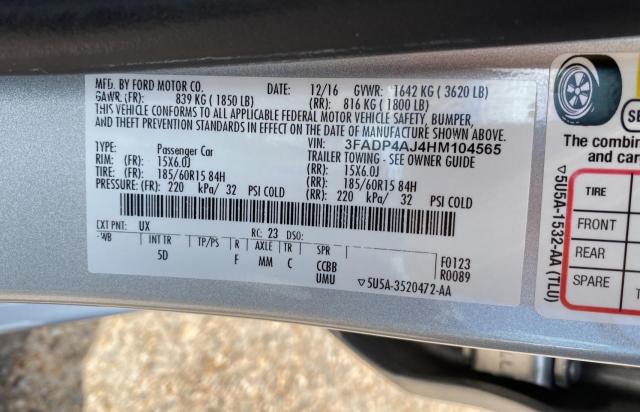 MFD. BY FORD MOTOR CO. DATE: 12/16 GVWR: 1642 KG ( 3620 LB)
GAWR: (FR): 839 KG ( 1850 LB) (RR): 816 KG ( 1800 LB)
THIS VEHICLE CONFORMS TO ALL APPLICABLE FEDERAL MOTOR VEHICLE SAFETY, BUMPER,
AND THEFT PREVENTION STANDARDS IN EFFECT ON THE DATE OF MANUFACTURE SHOWN ABOVE.
VIN: 3FADP4AJ4HM104565
TYPE: Passenger Car TRAILER TOWING - SEE OWNER GUIDE
RIM: (FR): 15X6.0J (RR): 15X6.0J
TIRE: (FR): 185/60R15 84H (RR): 185/60R15 84H
PRESSURE: (FR): 220 kPa/ 32 PSI COLD (RR): 220 kPa/ 32 PSI COLD
EXT PNT: UX RC: 23 DSO:
WB INT TR TP/PS R AXLE TR SPR
5D F MM C CCBB
UMU
F0123
R0089
▽5U5A-3520472-AA
▽5U5A-1532-AA (TLU)
The combin
and car
TIRE
FRONT
REAR
SPARE